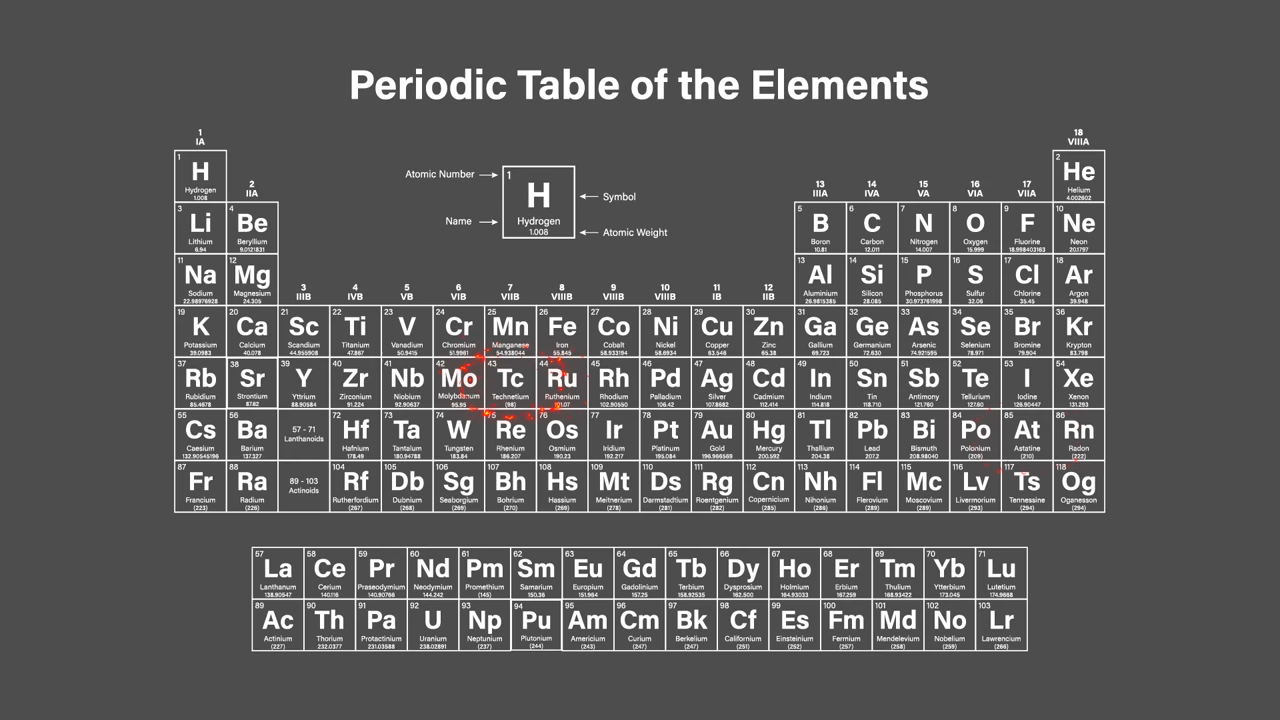 Periodic Table of the Elements
1 18
IA VIIIA
1 2
H He
Hydrogen Helium
1.008 4.002602
2 13 14 15 16 17
IIA IIIA IVA VA VIA VIIA
Atomic Number 1 H Hydrogen 1.008 Symbol
Name Atomic Weight
3 4 5 6 7 8 9 10
Li Be B C N O F Ne
Lithium Beryllium Boron Carbon Nitrogen Oxygen Fluorine Neon
6.94 9.0121831 10.81 12.011 14.007 15.999 18.998403163 20.1797
11 12 13 14 15 16 17 18
Na Mg Al Si P S Cl Ar
Sodium Magnesium Aluminium Silicon Phosphorus Sulfur Chlorine Argon
22.98976928 24.305 26.9815385 28.085 30.973761998 32.06 35.45 39.948
3 4 5 6 7 8 9 10 11 12
IIIB IVB VB VIB VIIB VIIIB VIIIB VIIIB IB IIB
19 20 21 22 23 24 25 26 27 28 29 30 31 32 33 34 35 36
K Ca Sc Ti V Cr Mn Fe Co Ni Cu Zn Ga Ge As Se Br Kr
Potassium Calcium Scandium Titanium Vanadium Chromium Manganese Iron Cobalt Nickel Copper Zinc Gallium Germanium Arsenic Selenium Bromine Krypton
39.0983 40.078 44.955908 47.867 50.9415 51.9961 54.938044 55.845 58.933194 58.6934 63.546 65.38 69.723 72.630 74.921595 78.971 79.904 83.798
37 38 39 40 41 42 43 44 45 46 47 48 49 50 51 52 53 54
Rb Sr Y Zr Nb Mo Tc Ru Rh Pd Ag Cd In Sn Sb Te I Xe
Rubidium Strontium Yttrium Zirconium Niobium Molybdenum Technetium Ruthenium Rhodium Palladium Silver Cadmium Indium Tin Antimony Tellurium Iodine Xenon
85.4678 87.62 88.90584 91.224 92.90637 95.95 (98) 101.07 102.90550 106.42 107.8682 112.414 114.818 118.710 121.760 127.60 126.90447 131.293
55 56 72 73 74 75 76 77 78 79 80 81 82 83 84 85 86
Cs Ba 57 - 71 Hf Ta W Re Os Ir Pt Au Hg Tl Pb Bi Po At Rn
Caesium Barium Lanthanoids Hafnium Tantalum Tungsten Rhenium Osmium Iridium Platinum Gold Mercury Thallium Lead Bismuth Polonium Astatine Radon
132.90545196 137.327 178.49 180.94788 183.84 186.207 190.23 192.217 195.084 196.966569 200.592 204.38 207.2 208.98040 (209) (210) (222)
87 88 104 105 106 107 108 109 110 111 112 113 114 115 116 117 118
Fr Ra 89 - 103 Rf Db Sg Bh Hs Mt Ds Rg Cn Nh Fl Mc Lv Ts Og
Francium Radium Actinoids Rutherfordium Dubnium Seaborgium Bohrium Hassium Meitnerium Darmstadtium Roentgenium Copernicium Nihonium Flerovium Moscovium Livermorium Tennessine Oganesson
(223) (226) (267) (268) (269) (270) (269) (278) (281) (282) (285) (286) (289) (289) (293) (294) (294)
57 58 59 60 61 62 63 64 65 66 67 68 69 70 71
La Ce Pr Nd Pm Sm Eu Gd Tb Dy Ho Er Tm Yb Lu
Lanthanum Cerium Praseodymium Neodymium Promethium Samarium Europium Gadolinium Terbium Dysprosium Holmium Erbium Thulium Ytterbium Lutetium
138.90547 140.116 140.90766 144.242 (145) 150.36 151.964 157.25 158.92535 162.500 164.93033 167.259 168.93422 173.045 174.9668
89 90 91 92 93 94 95 96 97 98 99 100 101 102 103
Ac Th Pa U Np Pu Am Cm Bk Cf Es Fm Md No Lr
Actinium Thorium Protactinium Uranium Neptunium Plutonium Americium Curium Berkelium Californium Einsteinium Fermium Mendelevium Nobelium Lawrencium
(227) 232.0377 231.03588 238.02891 (237) (244) (243) (247) (247) (251) (252) (257) (258) (259) (266)